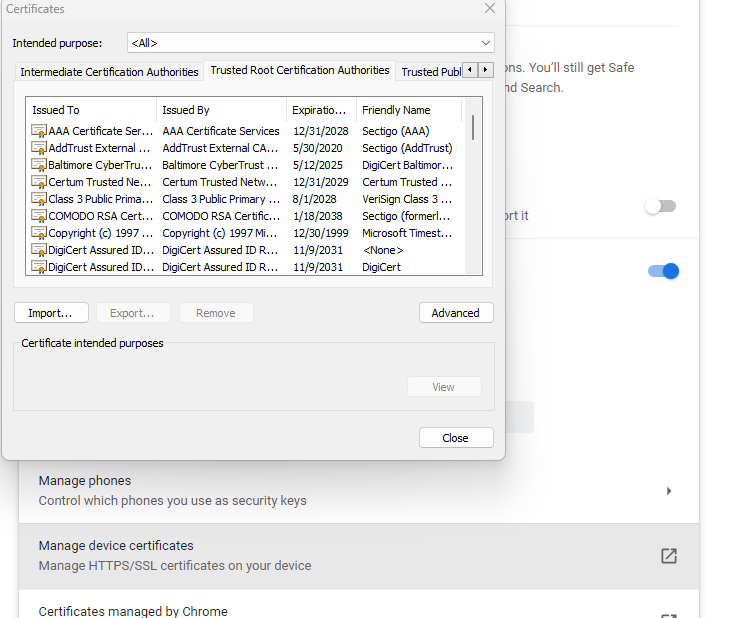 Certificates
Intended purpose: <All>
Intermediate Certification Authorities Trusted Root Certification Authorities Trusted Publ
Issued To Issued By Expiratio... Friendly Name
AAA Certificate Ser... AAA Certificate Services 12/31/2028 Sectigo (AAA)
AddTrust External ... AddTrust External CA... 5/30/2020 Sectigo (AddTrust)
Baltimore CyberTru... Baltimore CyberTrust ... 5/12/2025 DigiCert Baltimor...
Certum Trusted Ne... Certum Trusted Netw... 12/31/2029 Certum Trusted ...
Class 3 Public Prima... Class 3 Public Primary ... 8/1/2028 VeriSign Class 3 ...
COMODO RSA Cert... COMODO RSA Certific... 1/18/2038 Sectigo (formerl...
Copyright (c) 1997 ... Copyright (c) 1997 Mi... 12/30/1999 Microsoft Timest...
DigiCert Assured ID... DigiCert Assured ID R... 11/9/2031 <None>
DigiCert Assured ID... DigiCert Assured ID R... 11/9/2031 DigiCert
Import... Export... Remove Advanced
Certificate intended purposes
View
Close
ons. You'll still get Safe
nd Search.
ort it
Manage phones
Control which phones you use as security keys
Manage device certificates
Manage HTTPS/SSL certificates on your device
Certificates managed by Chrome